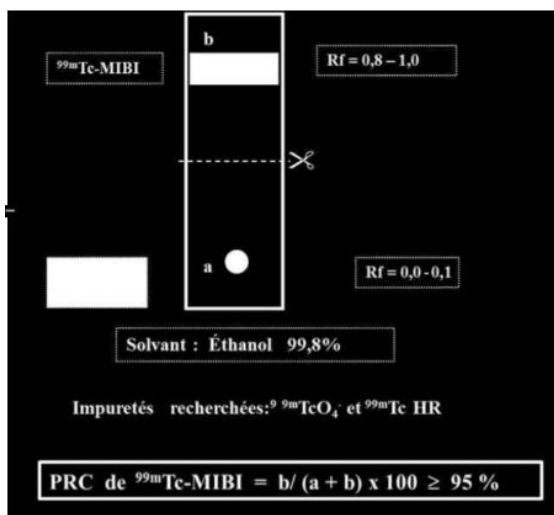 b
⁹⁹ᵐTc-MIBI
Rf = 0,8 – 1,0
a
Rf = 0,0 - 0,1
Solvant : Éthanol 99,8%
Impuretés recherchées:⁹ ⁹ᵐTcO₄⁻ et ⁹⁹ᵐTc HR
PRC de ⁹⁹ᵐTc-MIBI = b/ (a + b) x 100 ≥ 95 %